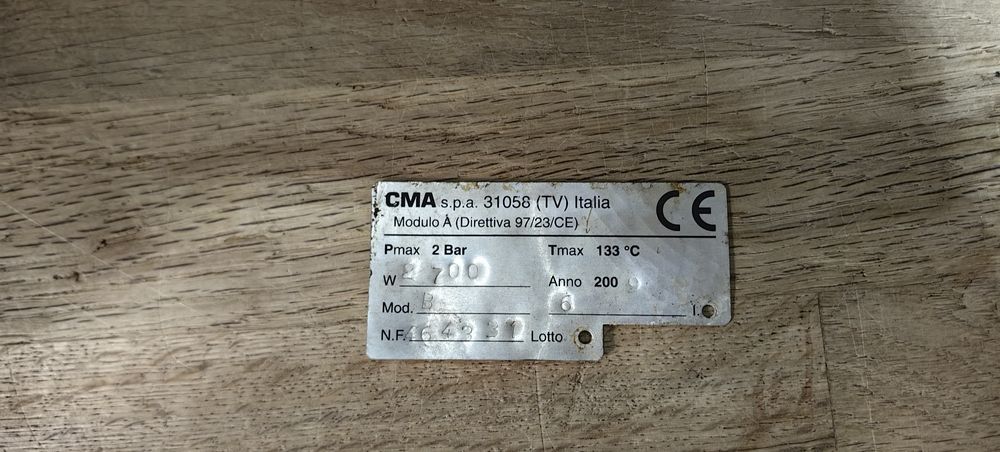 CMA s.p.a. 31058 (TV) Italia CE
Modulo A (Direttiva 97/23/CE)
Pmax 2 Bar Tmax 133 °C
W 2700 Anno 2009
Mod. B 6 l.
N.F. 464331 Lotto